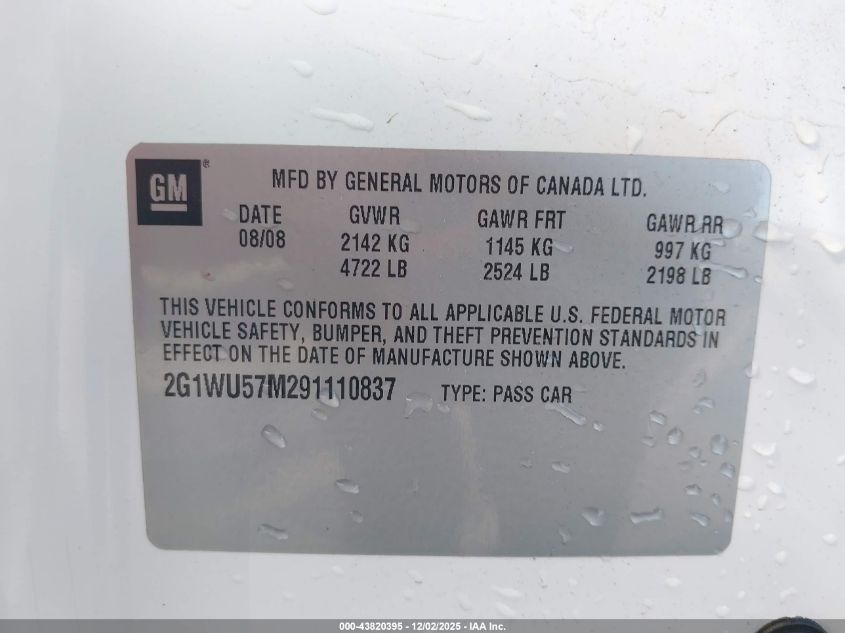 GM ®
MFD BY GENERAL MOTORS OF CANADA LTD.
DATE GVWR GAWR FRT GAWR RR
08/08 2142 KG 1145 KG 997 KG
4722 LB 2524 LB 2198 LB
THIS VEHICLE CONFORMS TO ALL APPLICABLE U.S. FEDERAL MOTOR
VEHICLE SAFETY, BUMPER, AND THEFT PREVENTION STANDARDS IN
EFFECT ON THE DATE OF MANUFACTURE SHOWN ABOVE.
2G1WU57M291110837 TYPE: PASS CAR
000-43820395 - 12/02/2025 - IAA Inc.